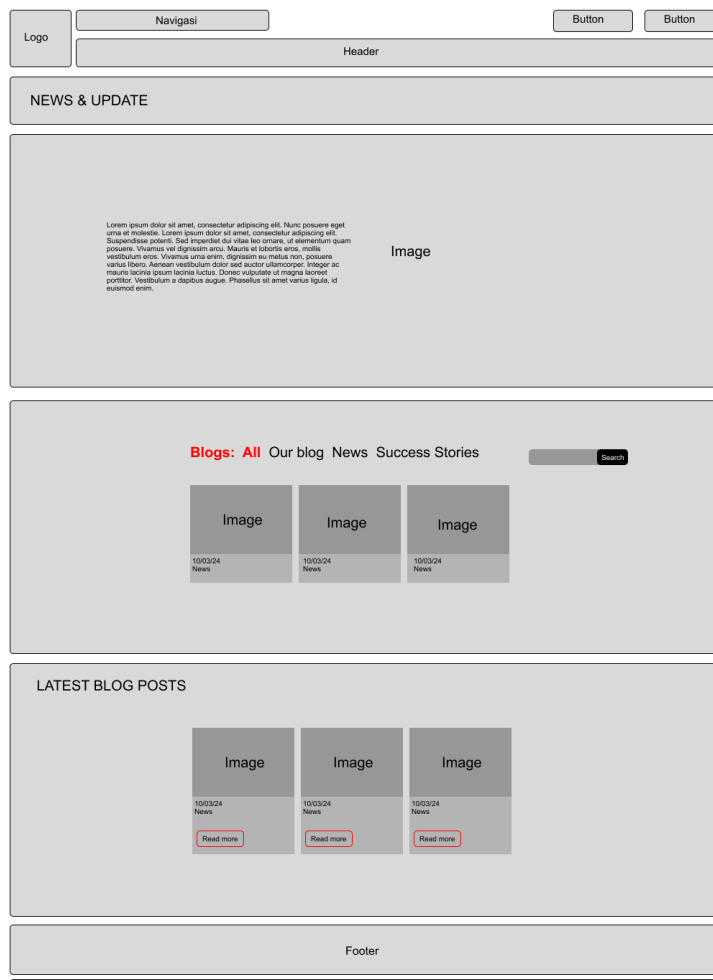 Logo
Navigasi
Button
Button
Header
NEWS & UPDATE
Lorem ipsum dolor sit amet, consectetur adipiscing elit. Nunc posuere eget
urna et molestie. Lorem ipsum dolor sit amet, consectetur adipiscing elit.
Suspendisse potenti. Sed imperdiet dui vitae leo ornare, ut elementum quam
posuere. Vivamus vel dignissim arcu. Mauris et lobortis eros, mollis
vestibulum eros. Vivamus urna enim, dignissim eu metus non, posuere
varius libero. Aenean vestibulum dolor sed auctor ullamcorper. Integer ac
mauris lacinia ipsum lacinia luctus. Donec vulputate ut magna laoreet
porttitor. Vestibulum a dapibus augue. Phasellus sit amet varius ligula, id
euismod enim.
Image
Blogs: All Our blog News Success Stories
Search
Image
Image
Image
10/03/24
News
10/03/24
News
10/03/24
News
LATEST BLOG POSTS
Image
Image
Image
10/03/24
News
10/03/24
News
10/03/24
News
Read more
Read more
Read more
Footer